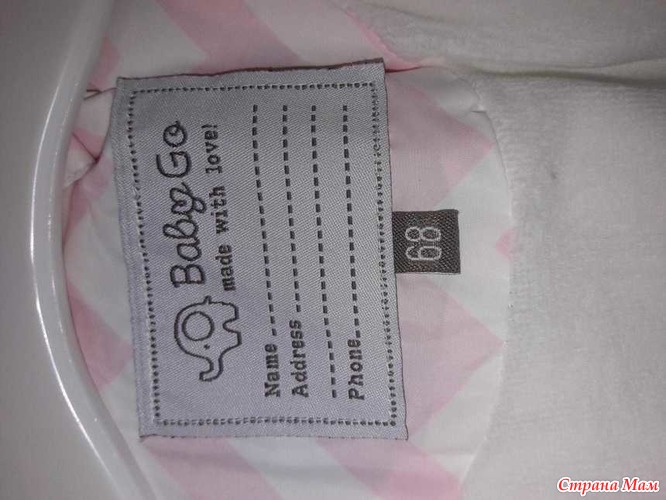 Baby Go
made with love!
Name
Address
Phone
68
Страна Мам